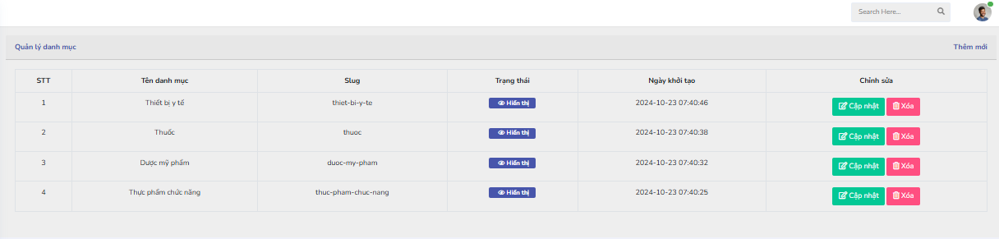 Search Here...
Quản lý danh mục Thêm mới
STT Tên danh mục Slug Trạng thái Ngày khởi tạo Chỉnh sửa
1 Thiết bị y tế thiet-bi-y-te Hiển thị 2024-10-23 07:40:46 Cập nhật Xóa
2 Thuốc thuoc Hiển thị 2024-10-23 07:40:38 Cập nhật Xóa
3 Dược mỹ phẩm duoc-my-pham Hiển thị 2024-10-23 07:40:32 Cập nhật Xóa
4 Thực phẩm chức năng thuc-pham-chuc-nang Hiển thị 2024-10-23 07:40:25 Cập nhật Xóa